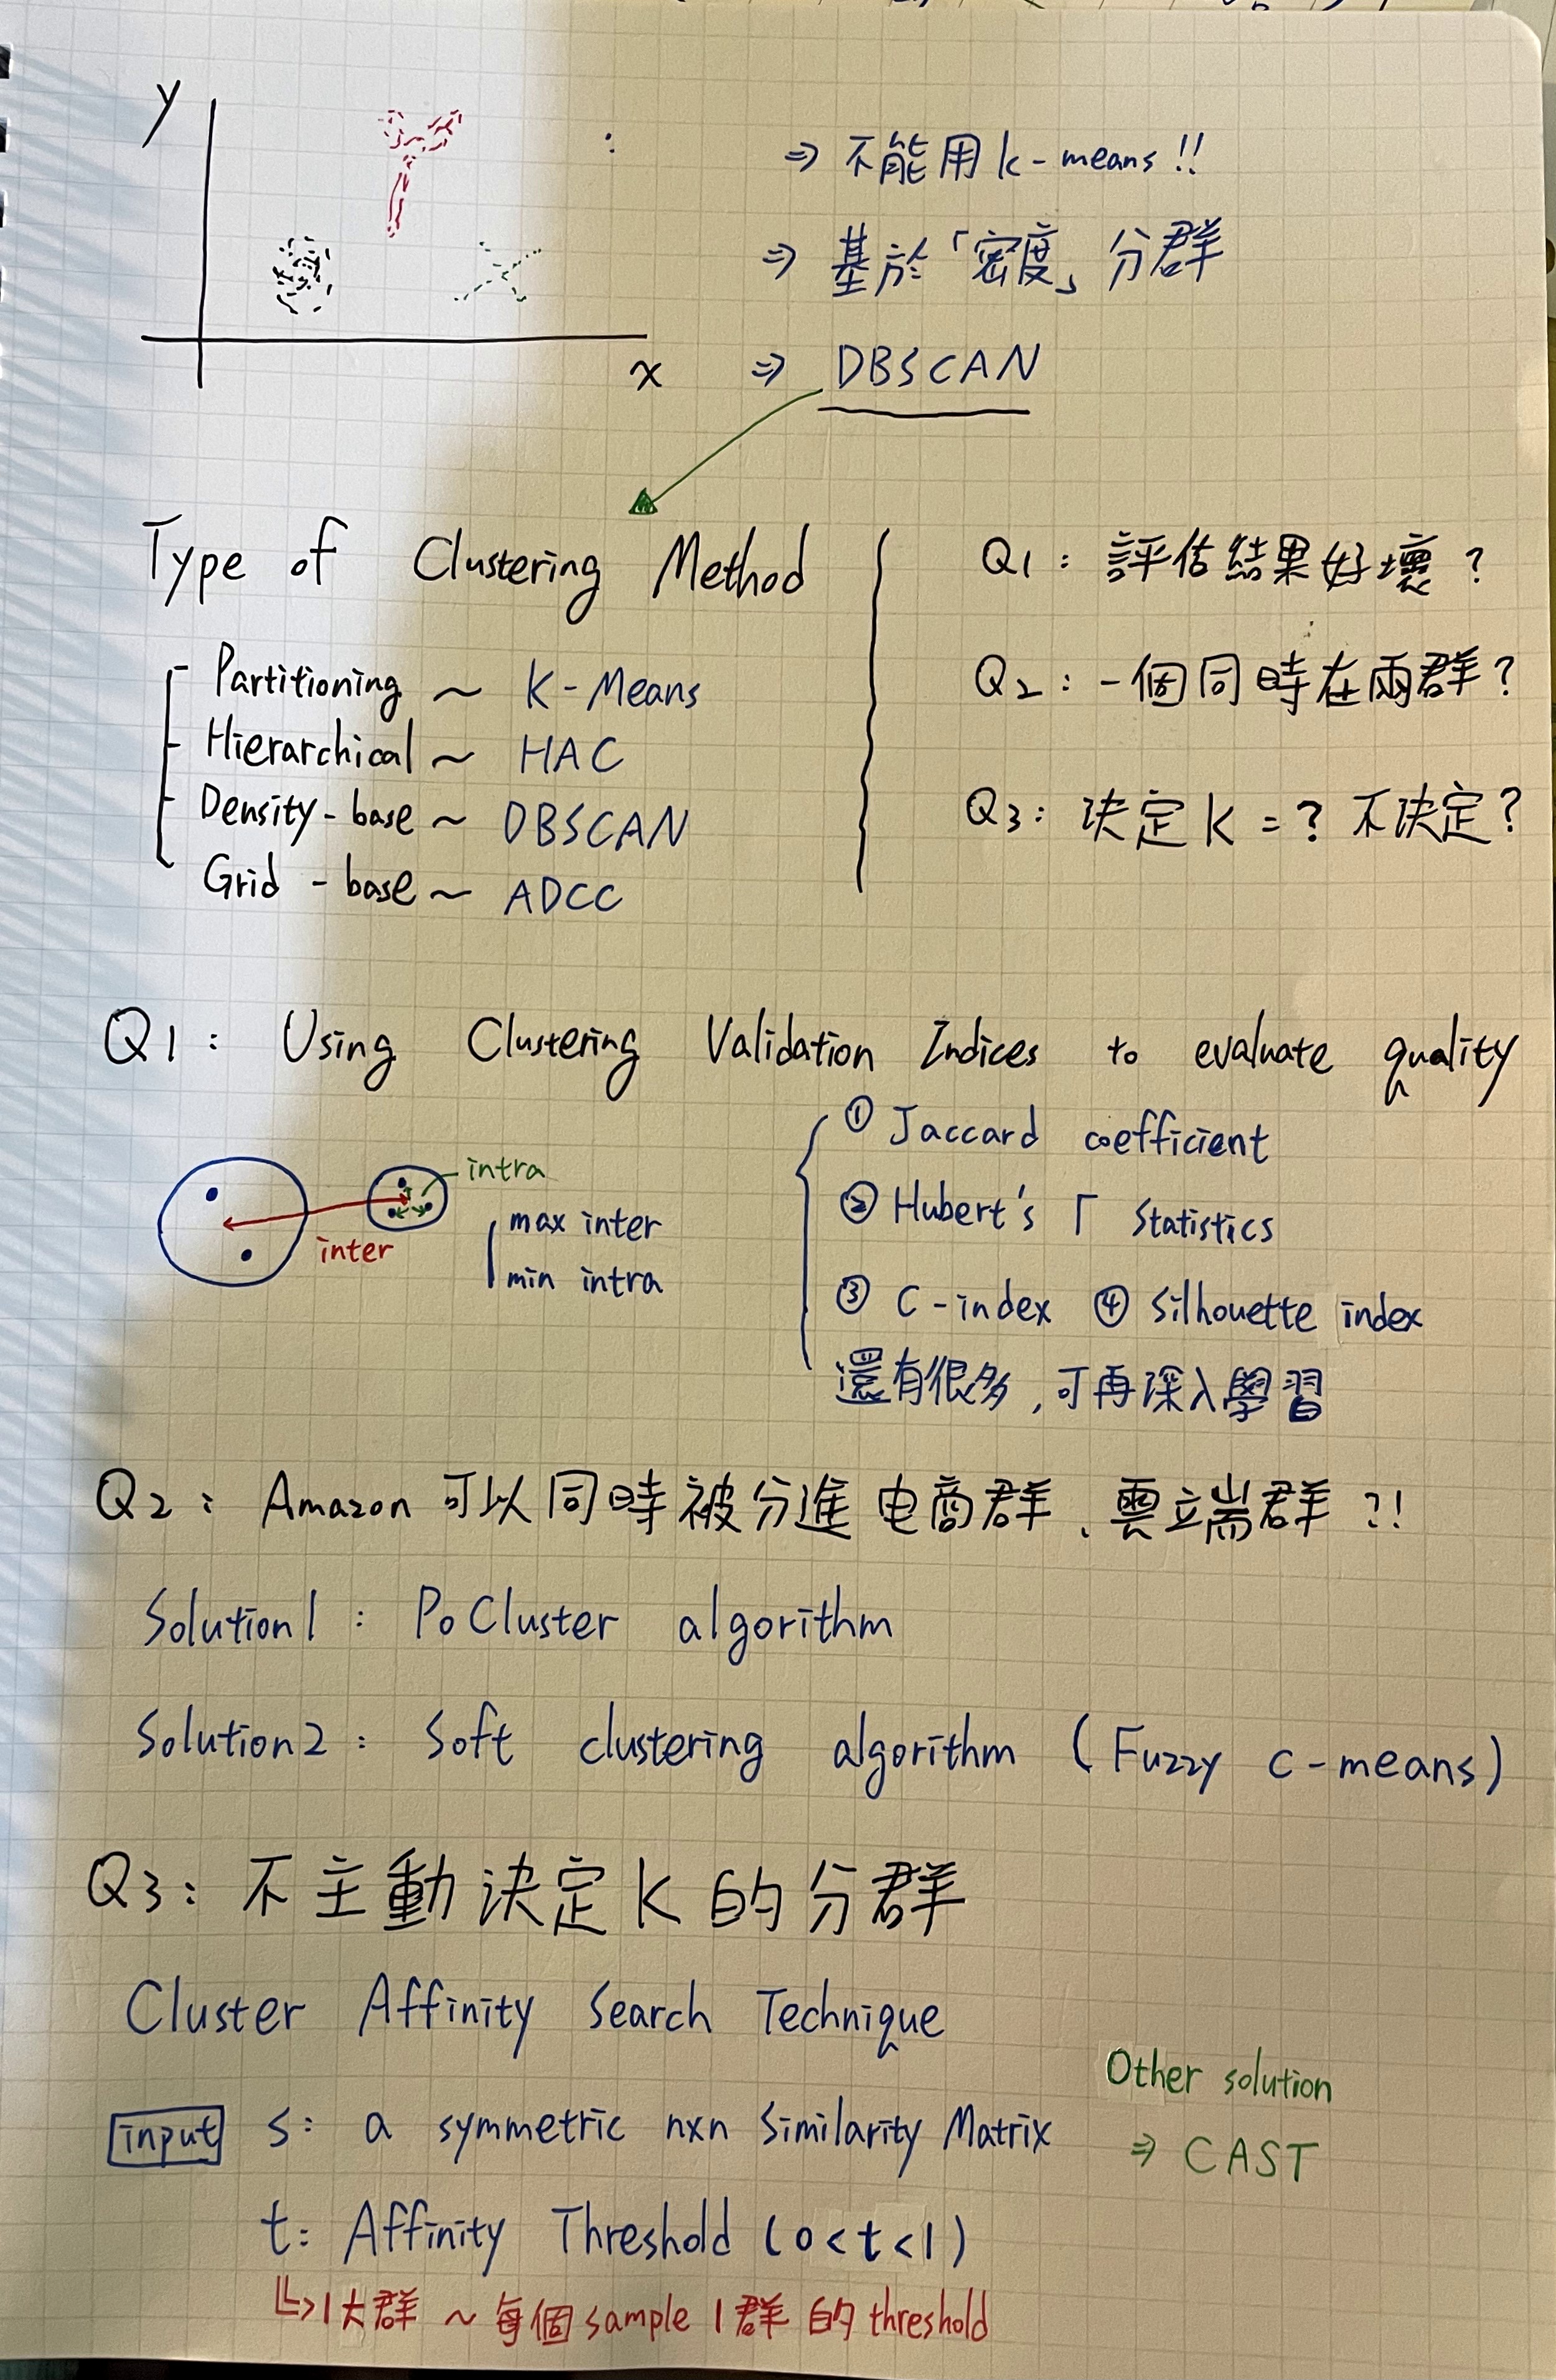 y
⇒ 不能用 k-means !!
⇒ 基於「密度」分群
x ⇒ DBSCAN
Type of Clustering Method
Partitioning ~ K-Means
Hierarchical ~ HAC
Density-base ~ DBSCAN
Grid-base ~ ADCC
Q1: 評估結果好壞?
Q2: 一個同時在兩群?
Q3: 決定 K = ? 不決定?
Q1: Using Clustering Validation Indices to evaluate quality
intra
inter
max inter
min intra
① Jaccard coefficient
② Hubert's Γ Statistics
③ C-index ④ Silhouette index
還有很多,可再深入學習
Q2: Amazon 可以同時被分進电商群、雲端群?!
Solution1: PoCluster algorithm
Solution2: Soft clustering algorithm (Fuzzy c-means)
Q3: 不主動決定 K 的分群
Cluster Affinity Search Technique
input s: a symmetric nxn Similarity Matrix
t: Affinity Threshold (0<t<1)
↳ 1大群 ~ 每個 sample 1群 的 threshold
Other solution
⇒ CAST